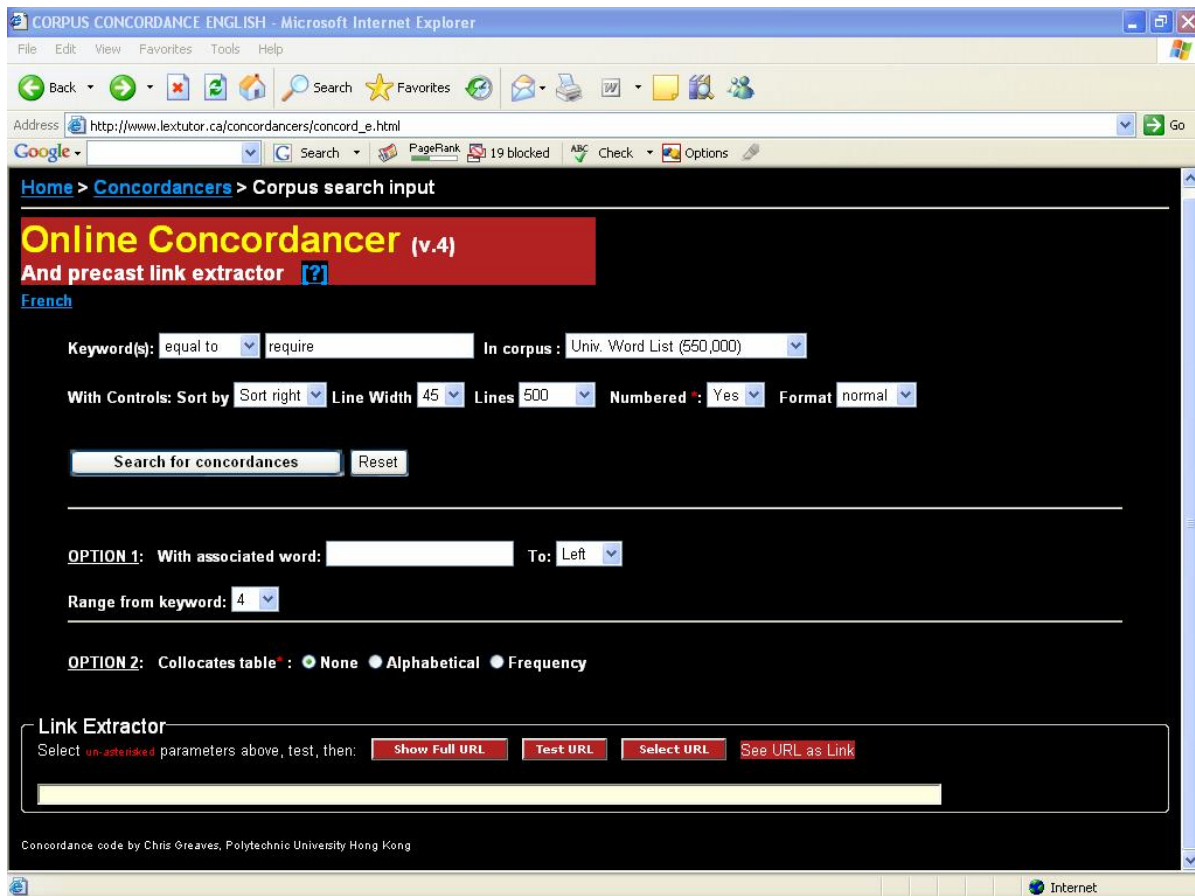 CORPUS CONCORDANCE ENGLISH - Microsoft Internet Explorer
File Edit View Favorites Tools Help
Back Search Favorites
Address http://www.lextutor.ca/concordancers/concord_e.html Go
Google Search PageRank 19 blocked ABC Check Options
Home > Concordancers > Corpus search input
Online Concordancer (v.4)
And precast link extractor [?]
French
Keyword(s): equal to require In corpus : Univ. Word List (550,000)
With Controls: Sort by Sort right Line Width 45 Lines 500 Numbered *: Yes Format normal
Search for concordances Reset
OPTION 1: With associated word: To: Left
Range from keyword: 4
OPTION 2: Collocates table* : None Alphabetical Frequency
Link Extractor
Select un-asterisked parameters above, test, then: Show Full URL Test URL Select URL See URL as Link
Concordance code by Chris Greaves, Polytechnic University Hong Kong
Internet